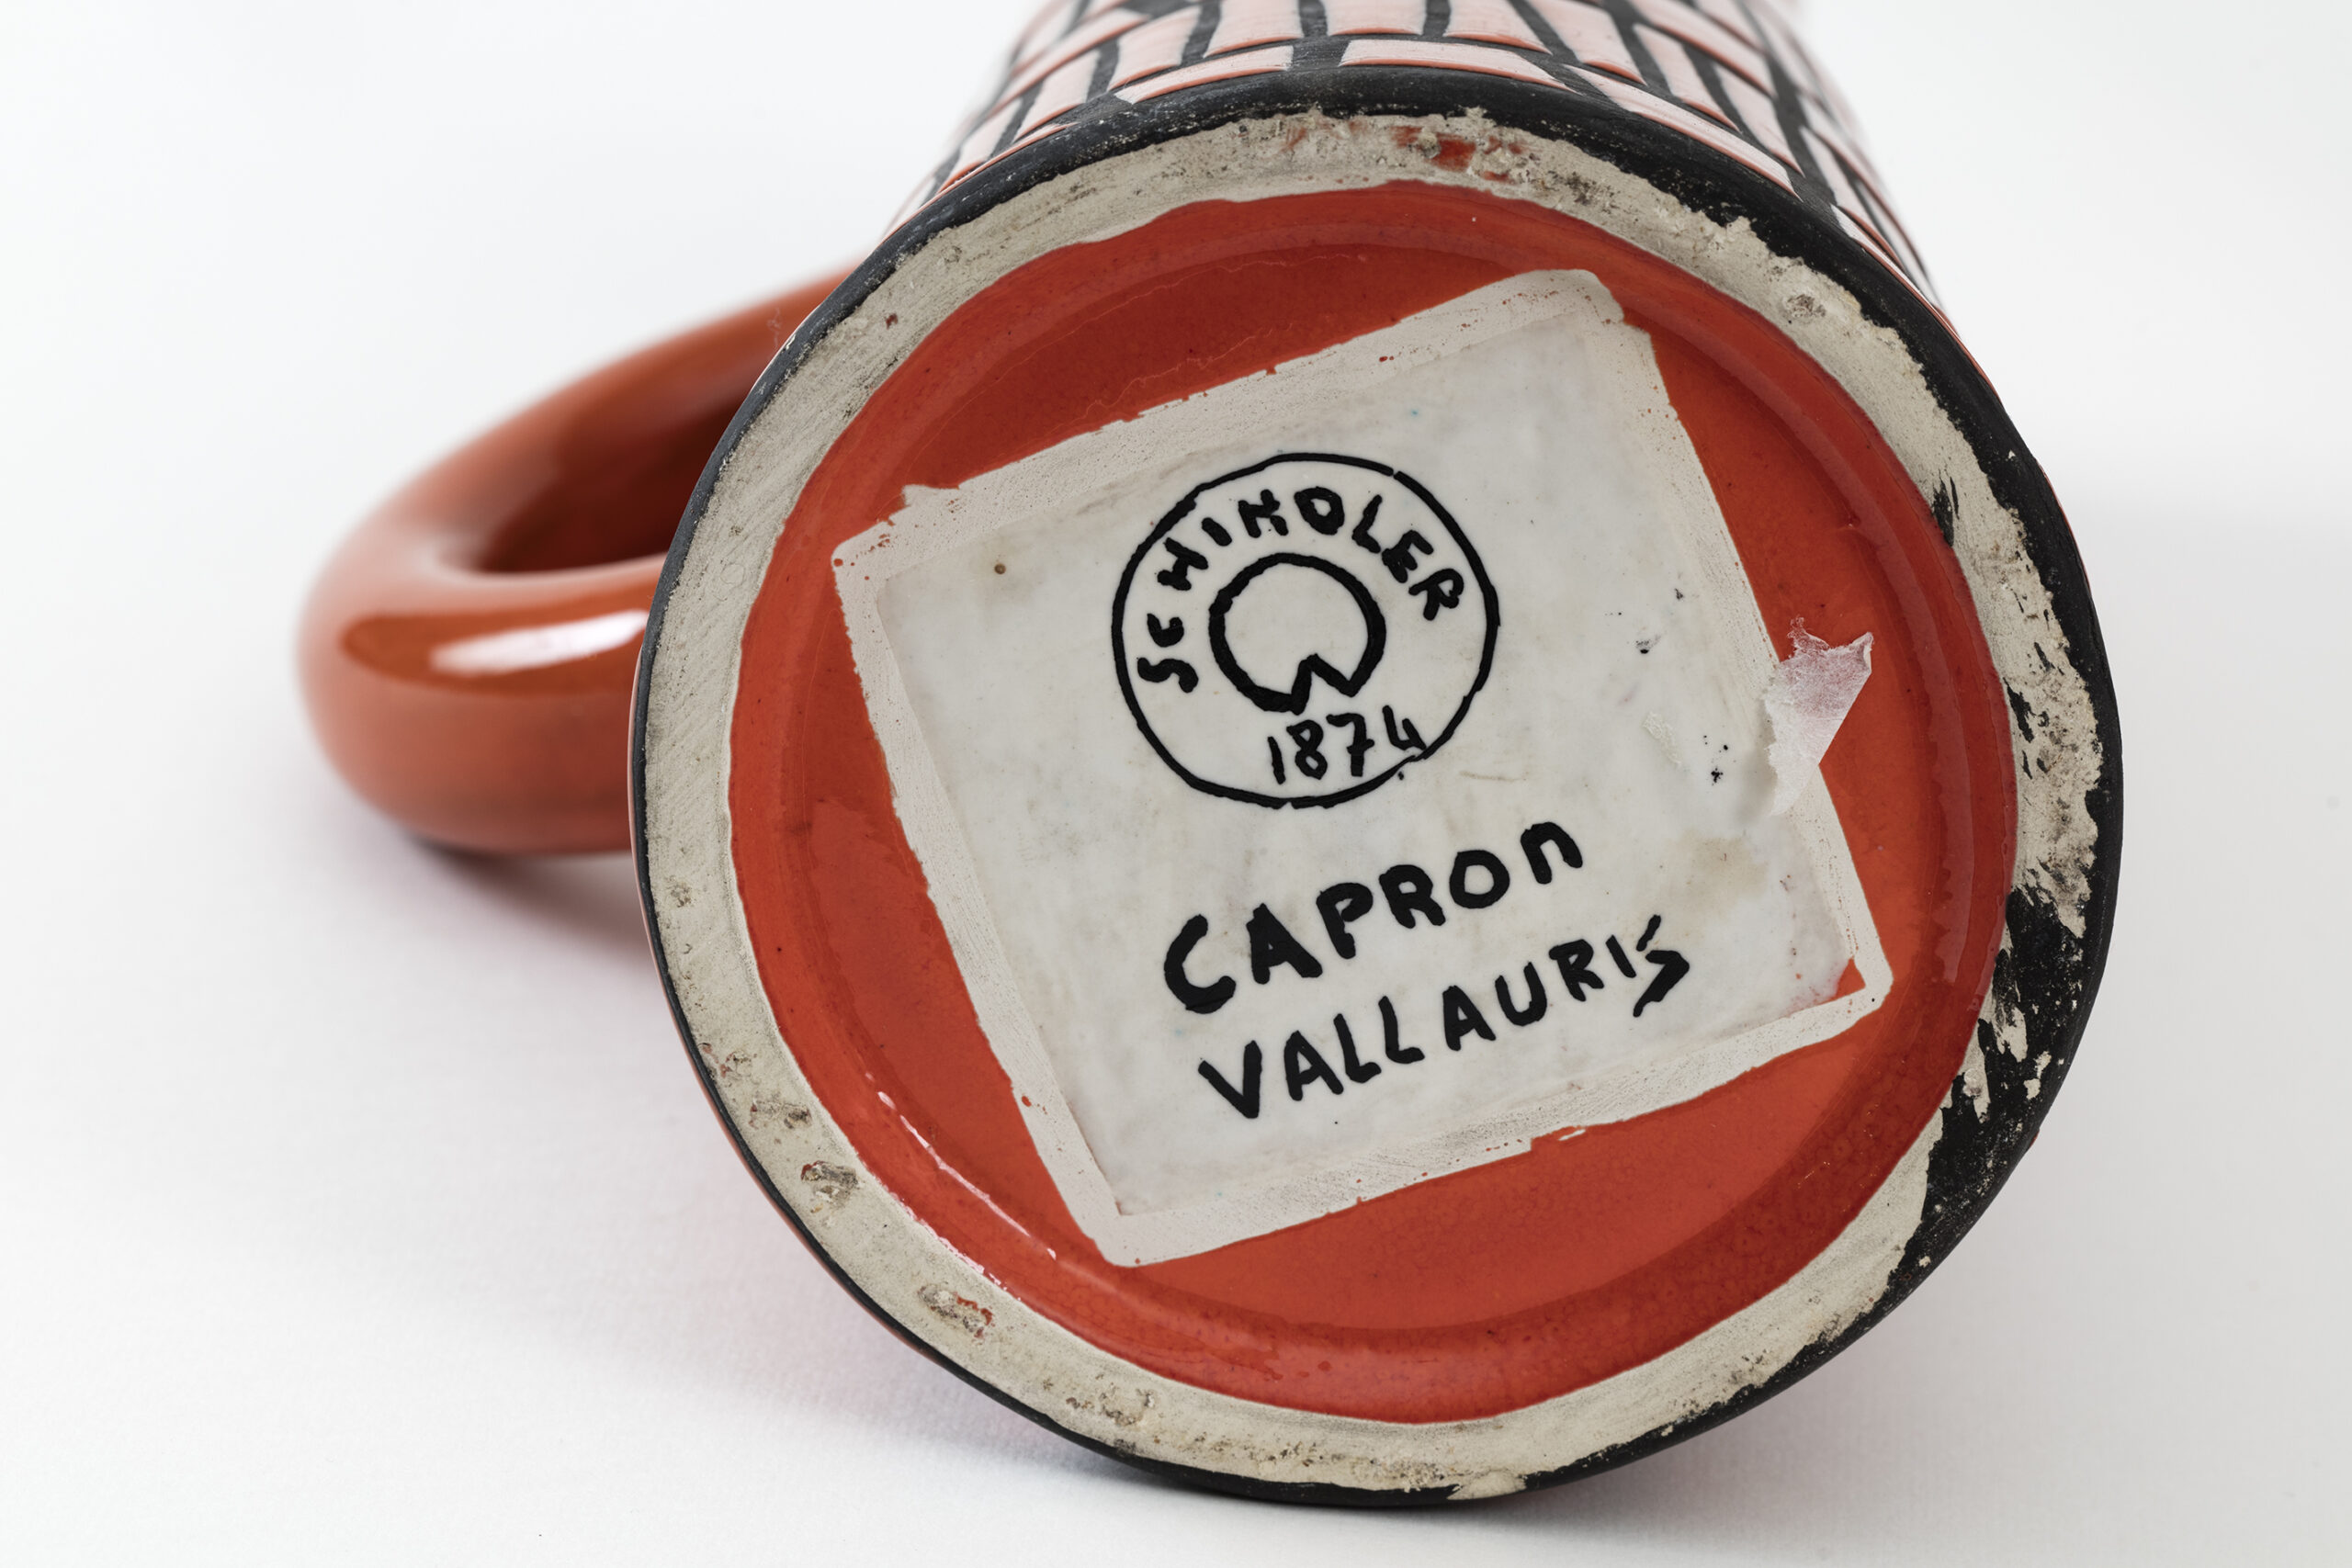 SCHINDLER
1874
CAPRON
VALLAURIS